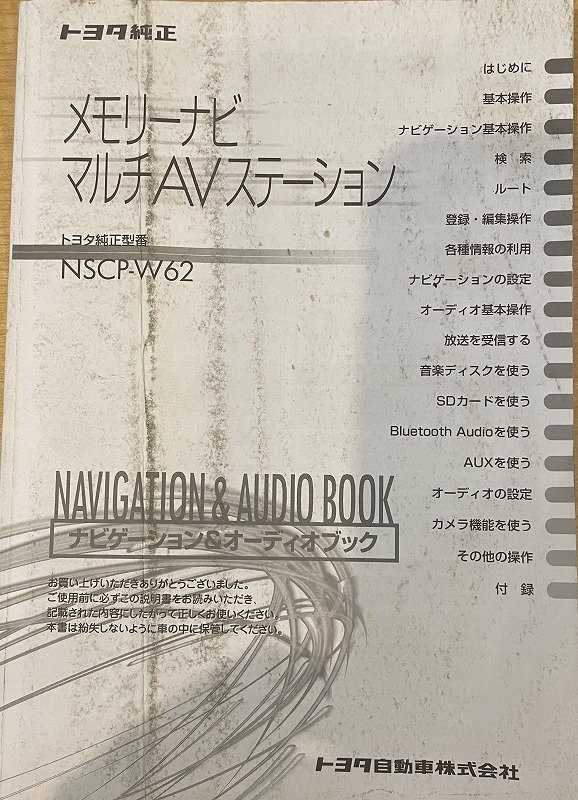 トヨタ純正
メモリーナビ
マルチAVステーション
トヨタ純正型番
NSCP-W62
はじめに
基本操作
ナビゲーション基本操作
検 索
ルート
登録・編集操作
各種情報の利用
ナビゲーションの設定
オーディオ基本操作
放送を受信する
音楽ディスクを使う
SDカードを使う
Bluetooth Audioを使う
AUXを使う
オーディオの設定
カメラ機能を使う
その他の操作
付 録
NAVIGATION & AUDIO BOOK
ナビゲーション&オーディオブック
お買い上げいただきありがとうございました。
ご使用前に必ずこの説明書をお読みいただき、
記載された内容にしたがって正しくお使いください。
本書は紛失しないように車の中に保管してください。
トヨタ自動車株式会社